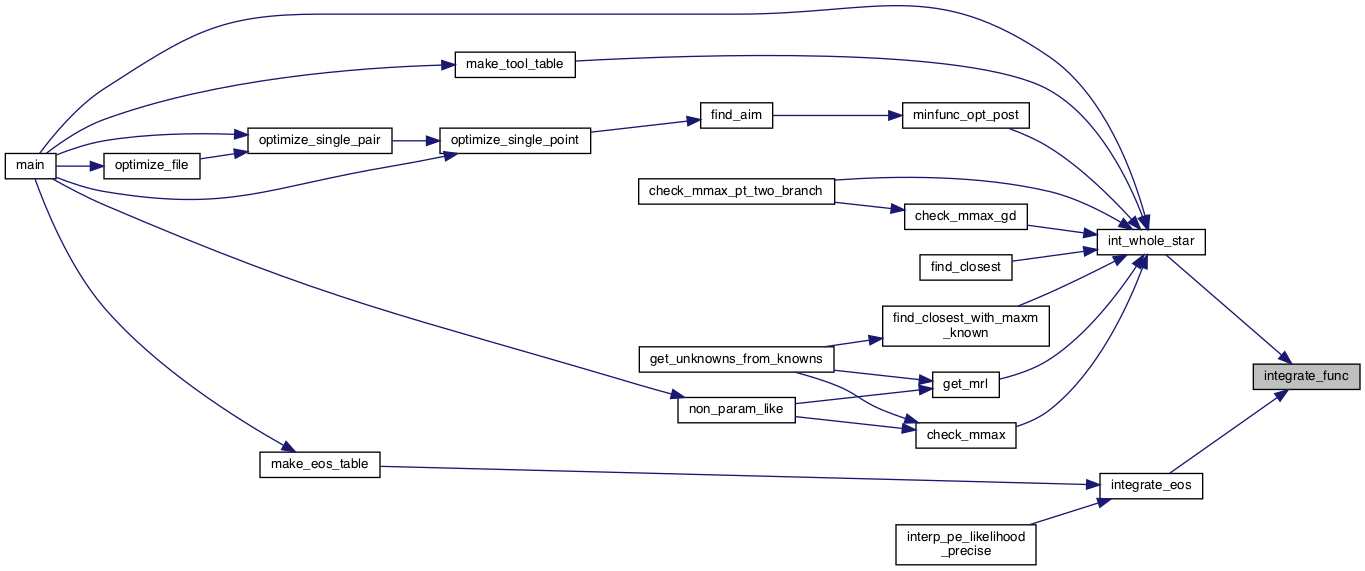 make_tool_table
find_aim
minfunc_opt_post
main
optimize_file
optimize_single_pair
optimize_single_point
check_mmax_pt_two_branch
check_mmax_gd
int_whole_star
find_closest
find_closest_with_maxm
_known
get_unknowns_from_knowns
get_mrl
integrate_func
non_param_like
check_mmax
make_eos_table
integrate_eos
interp_pe_likelihood
_precise